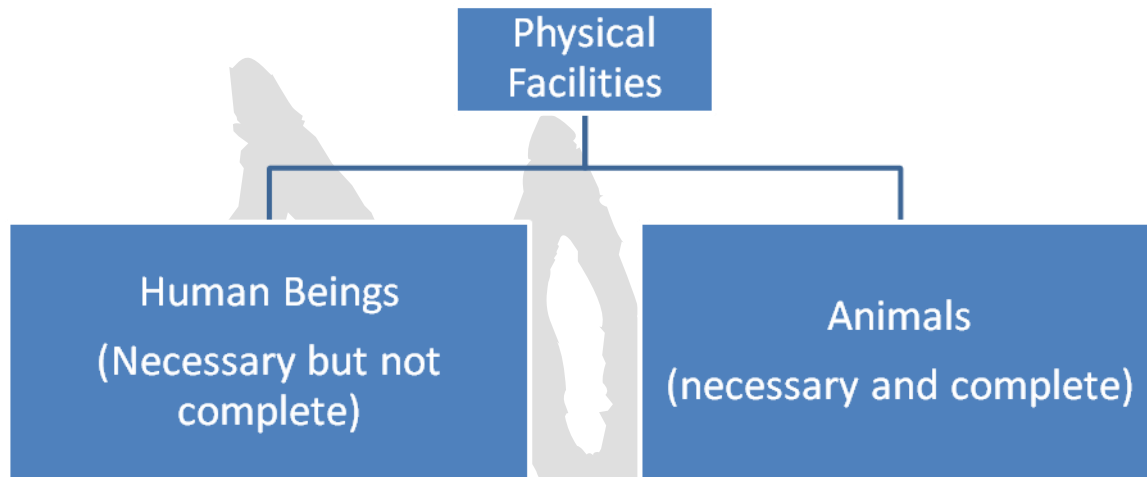 Physical
Facilities
Human Beings
(Necessary but not
complete)
Animals
(necessary and complete)